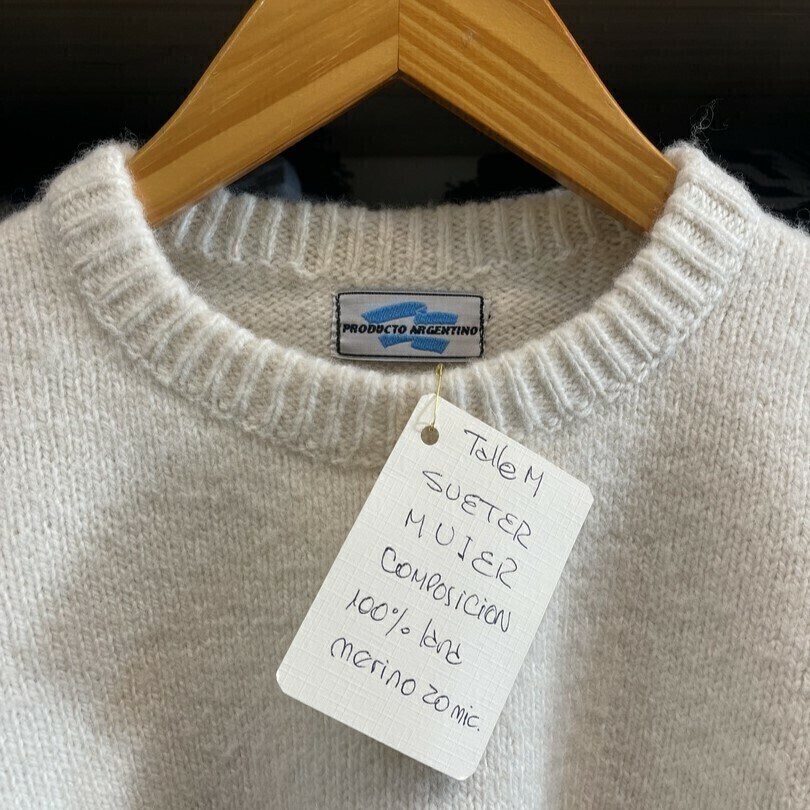 PRODUCTO ARGENTINO
Talle M
SUETER
MUJER
COMPOSICION
100% lana
merino 20 mic.